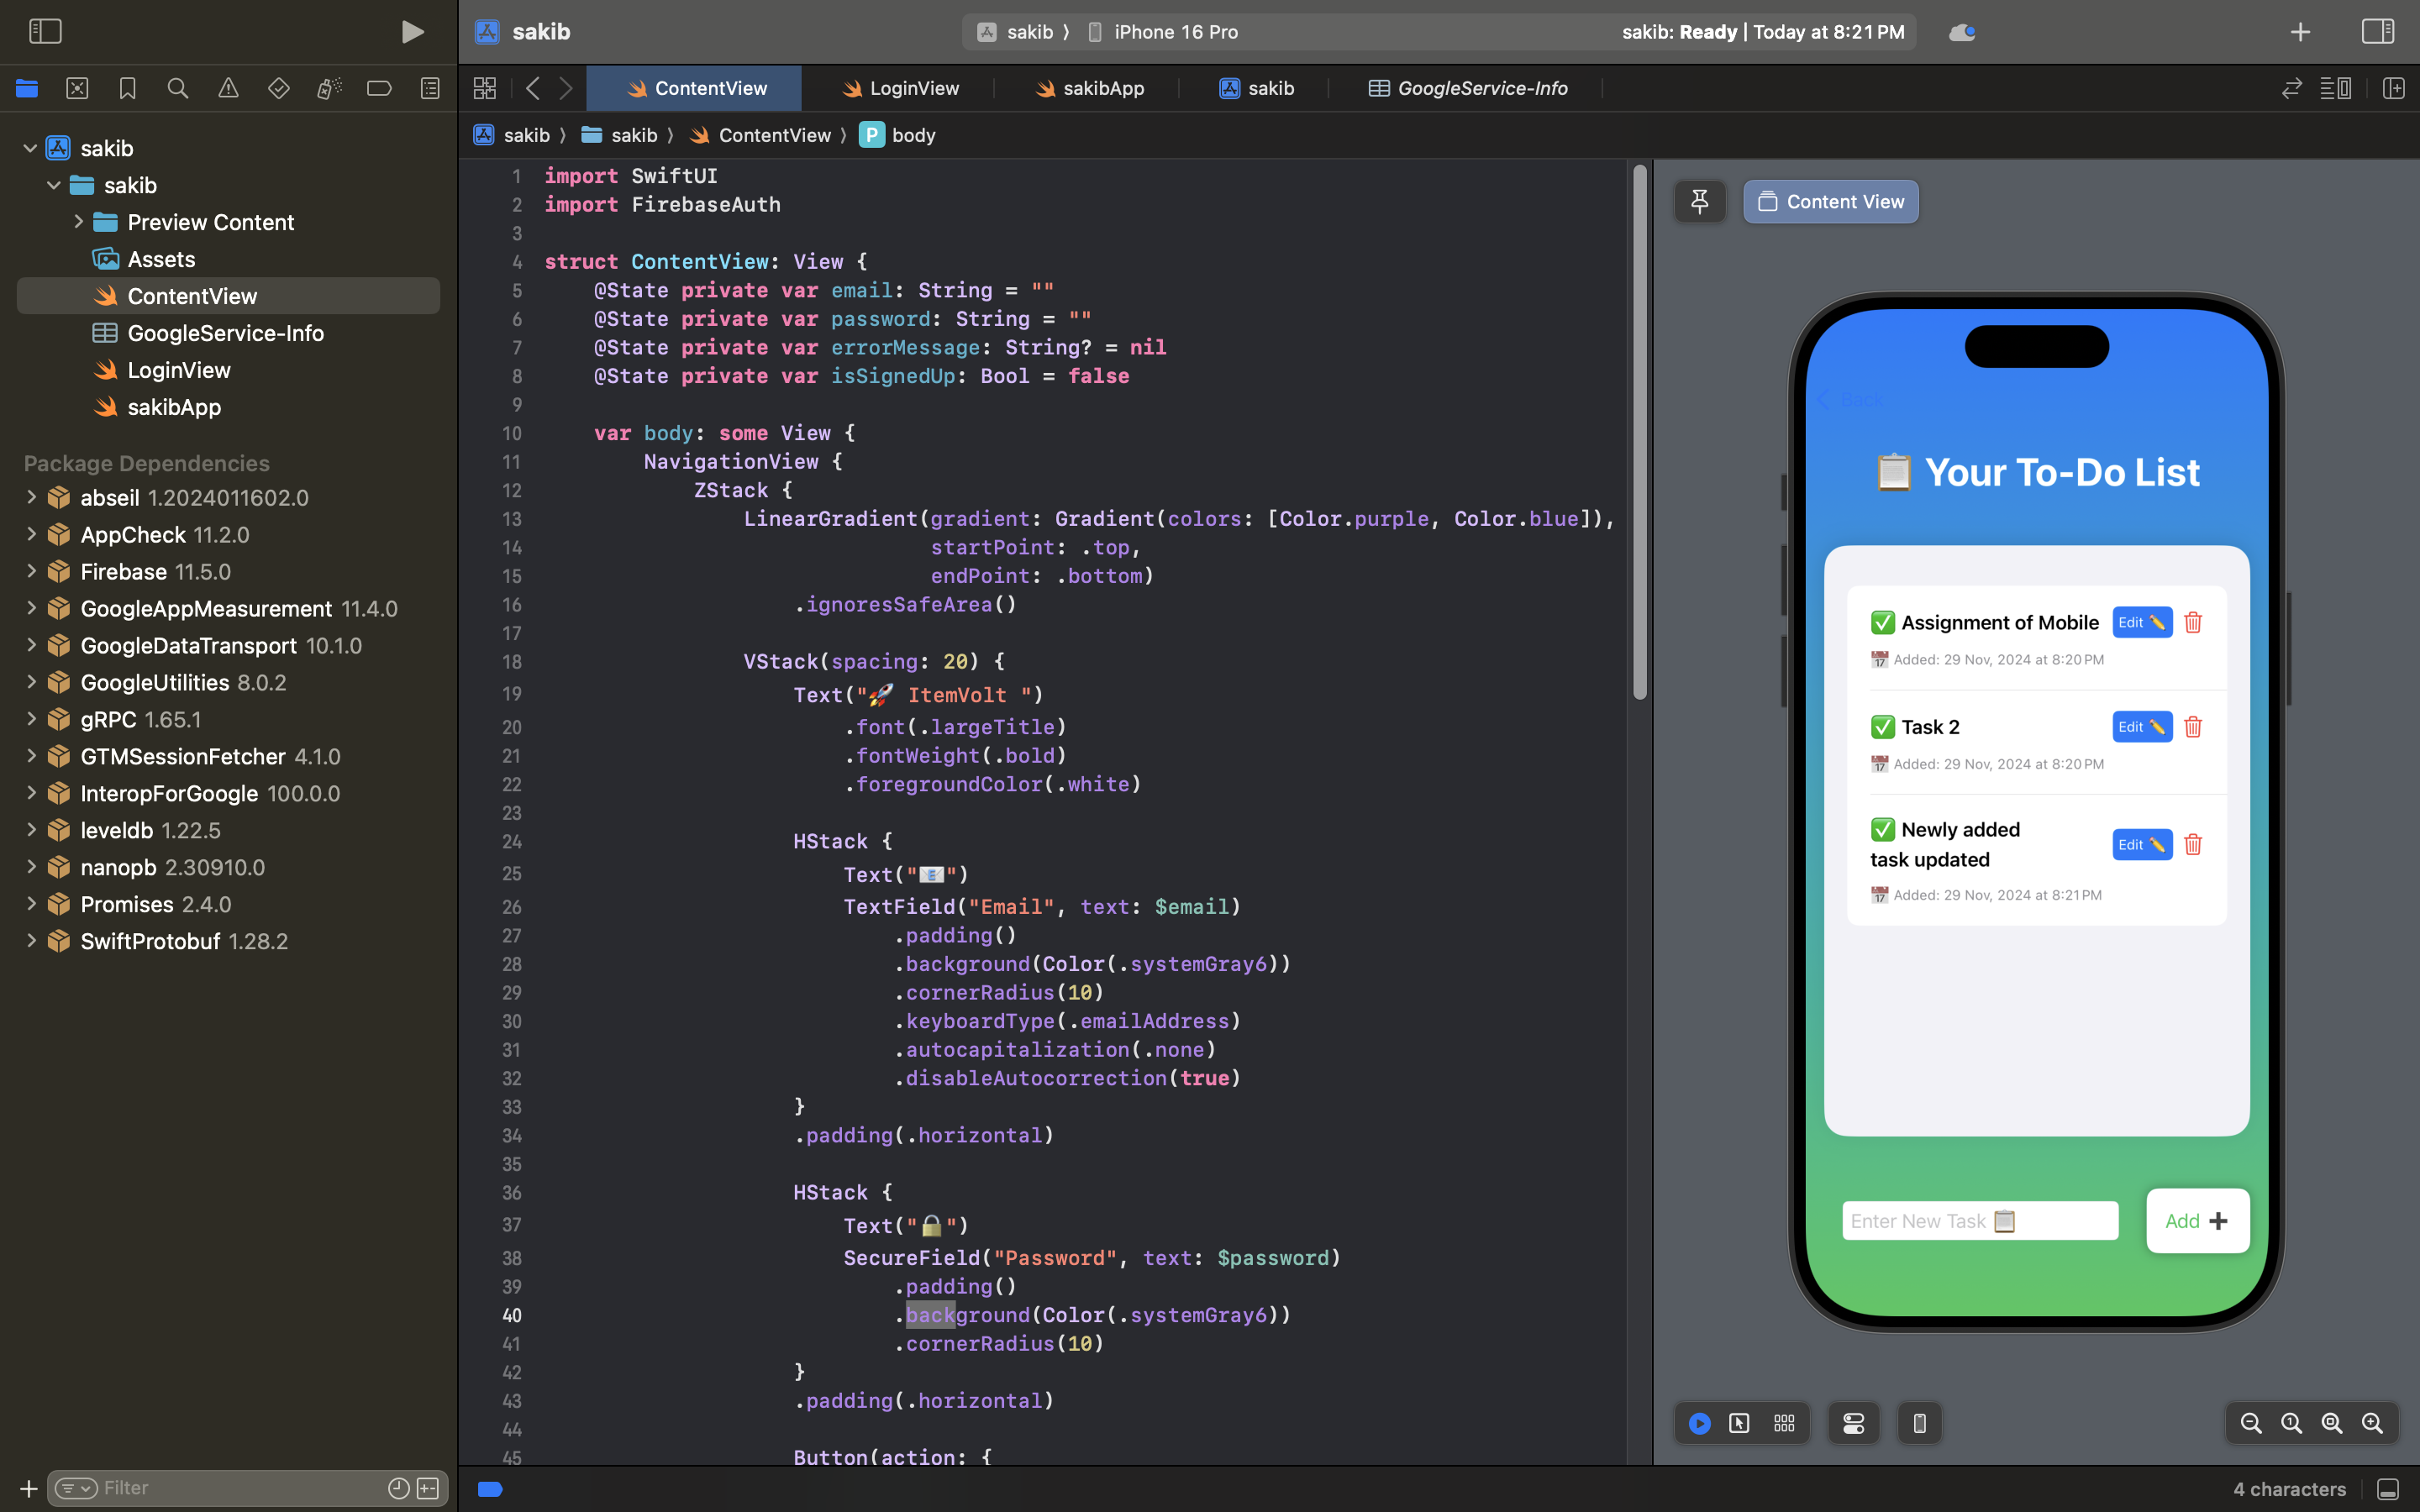 sakib
sakib ⟩ iPhone 16 Pro
sakib: Ready | Today at 8:21 PM
ContentView
LoginView
sakibApp
sakib
GoogleService-Info
sakib ⟩ sakib ⟩ ContentView ⟩ P body
sakib
sakib
Preview Content
Assets
ContentView
GoogleService-Info
LoginView
sakibApp
Package Dependencies
abseil 1.2024011602.0
AppCheck 11.2.0
Firebase 11.5.0
GoogleAppMeasurement 11.4.0
GoogleDataTransport 10.1.0
GoogleUtilities 8.0.2
gRPC 1.65.1
GTMSessionFetcher 4.1.0
InteropForGoogle 100.0.0
leveldb 1.22.5
nanopb 2.30910.0
Promises 2.4.0
SwiftProtobuf 1.28.2
Filter
1 import SwiftUI
2 import FirebaseAuth
3
4 struct ContentView: View {
5 @State private var email: String = ""
6 @State private var password: String = ""
7 @State private var errorMessage: String? = nil
8 @State private var isSignedUp: Bool = false
9
10 var body: some View {
11 NavigationView {
12 ZStack {
13 LinearGradient(gradient: Gradient(colors: [Color.purple, Color.blue]),
14 startPoint: .top,
15 endPoint: .bottom)
16 .ignoresSafeArea()
17
18 VStack(spacing: 20) {
19 Text("🚀 ItemVolt ")
20 .font(.largeTitle)
21 .fontWeight(.bold)
22 .foregroundColor(.white)
23
24 HStack {
25 Text("📧")
26 TextField("Email", text: $email)
27 .padding()
28 .background(Color(.systemGray6))
29 .cornerRadius(10)
30 .keyboardType(.emailAddress)
31 .autocapitalization(.none)
32 .disableAutocorrection(true)
33 }
34 .padding(.horizontal)
35
36 HStack {
37 Text("🔒")
38 SecureField("Password", text: $password)
39 .padding()
40 .background(Color(.systemGray6))
41 .cornerRadius(10)
42 }
43 .padding(.horizontal)
44
45 Button(action: {
Content View
Back
📋 Your To-Do List
✅ Assignment of Mobile Edit ✏️
📅 Added: 29 Nov, 2024 at 8:20 PM
✅ Task 2 Edit ✏️
📅 Added: 29 Nov, 2024 at 8:20 PM
✅ Newly added
task updated Edit ✏️
📅 Added: 29 Nov, 2024 at 8:21 PM
Enter New Task 📋
Add ➕
4 characters